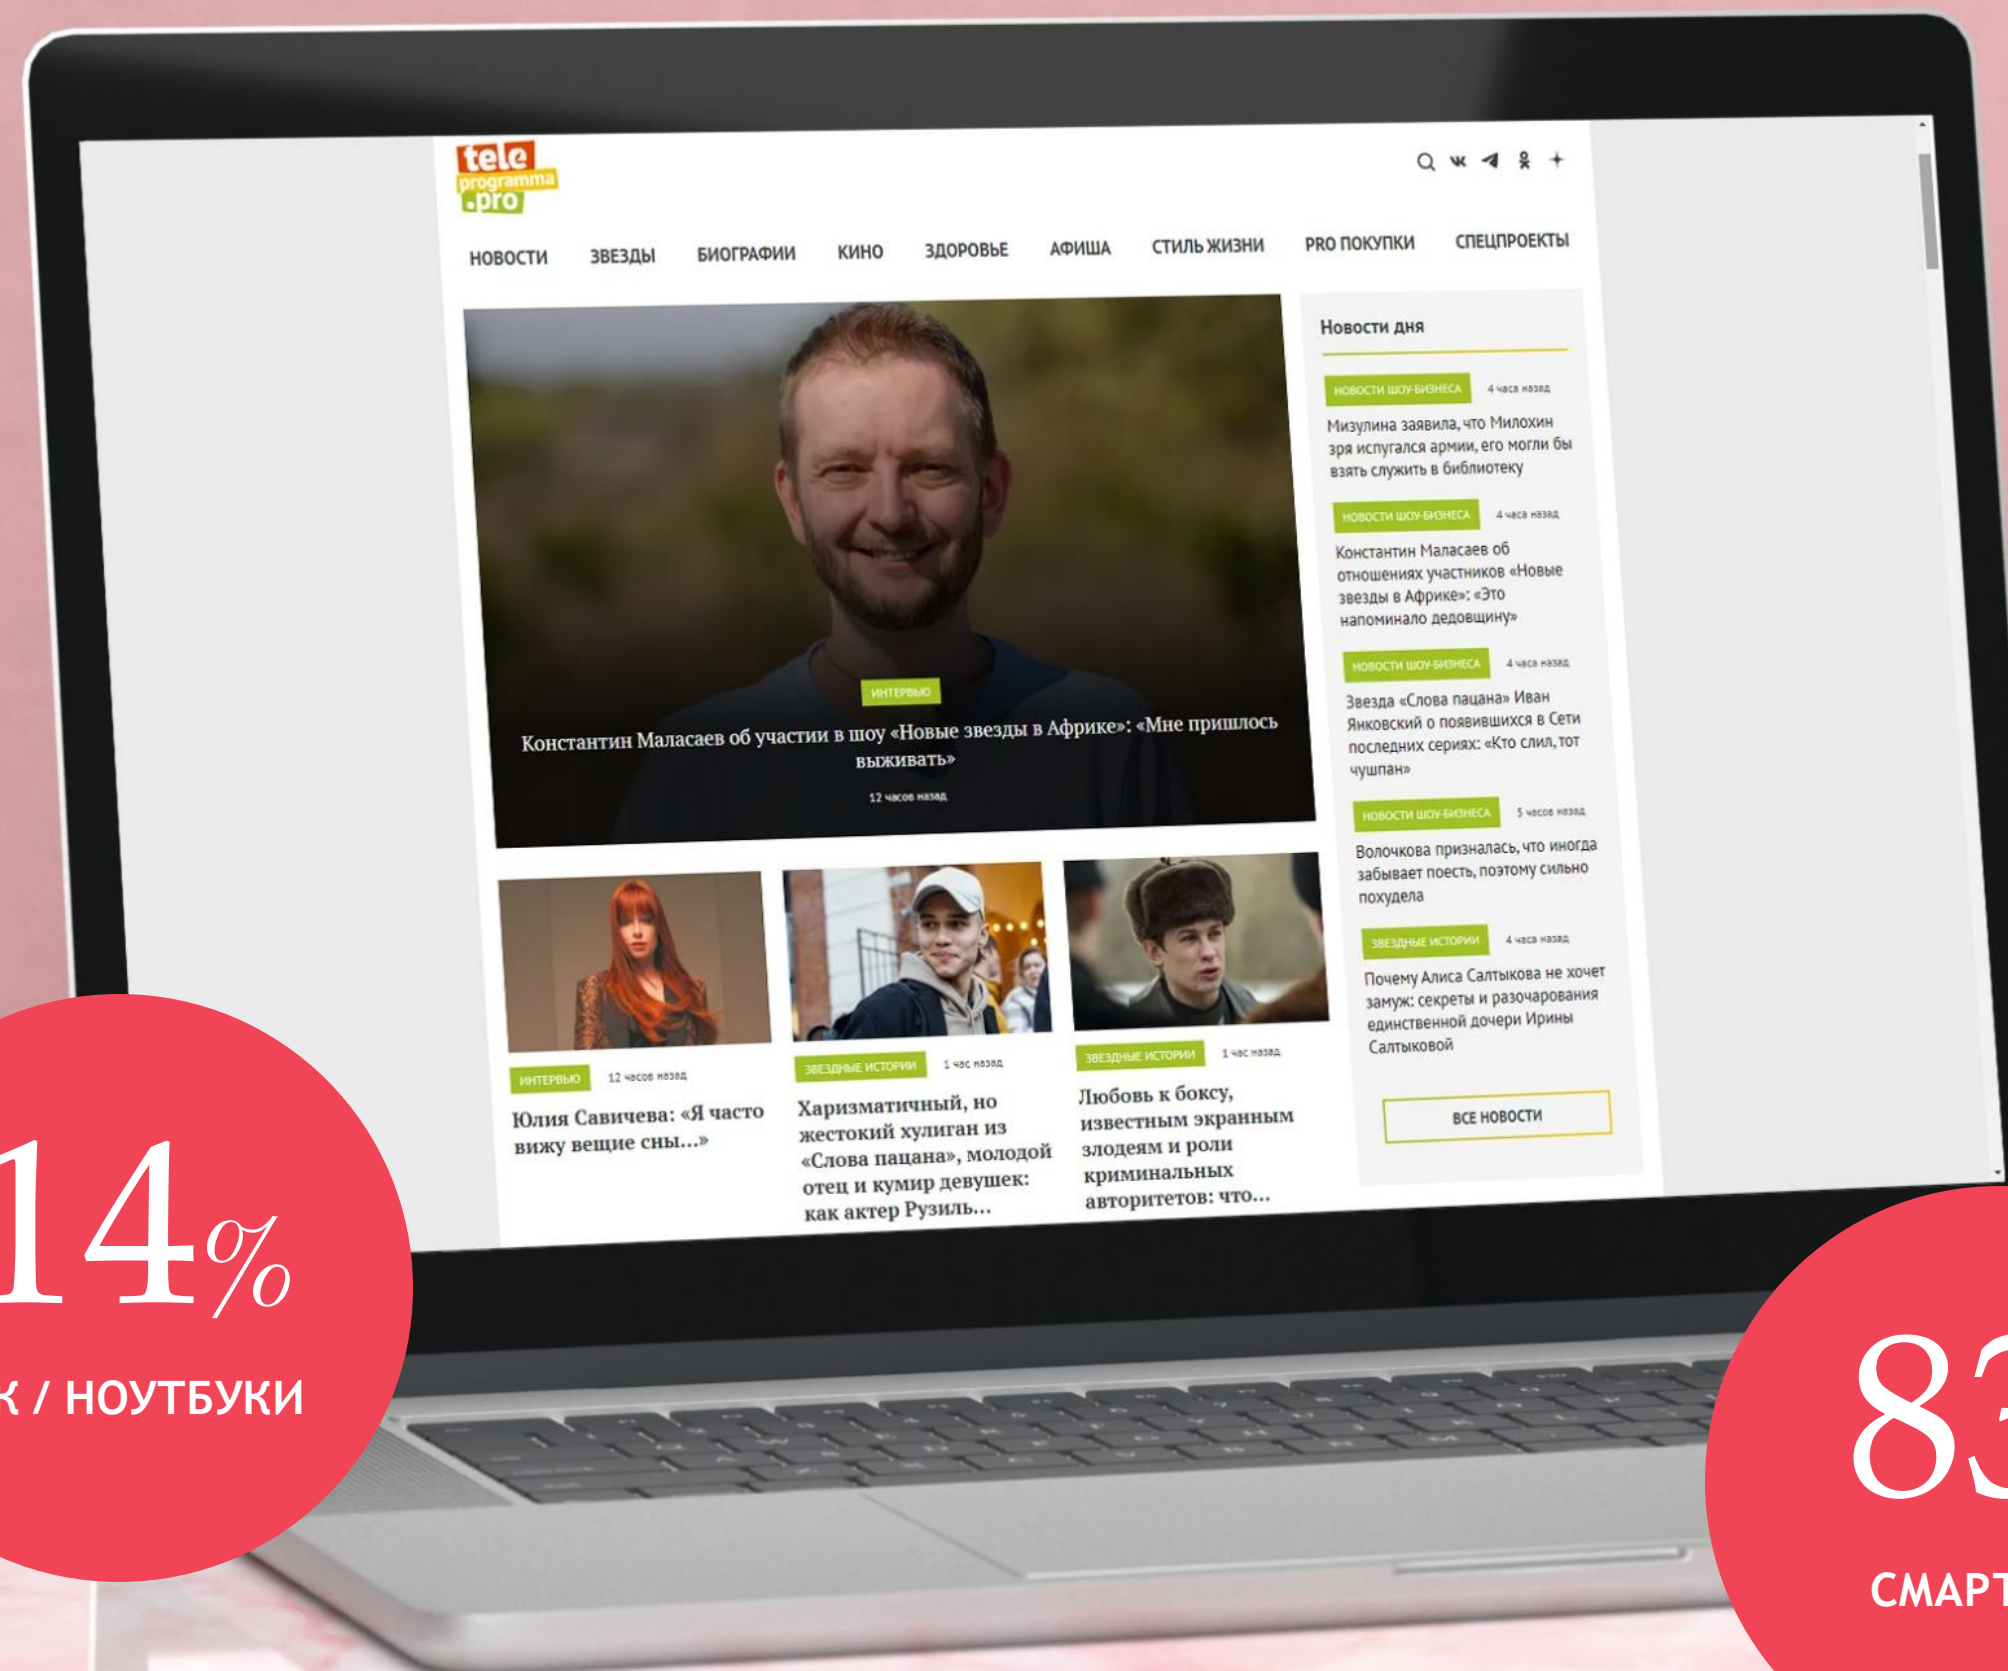 tele
programma
.pro
НОВОСТИ ЗВЕЗДЫ БИОГРАФИИ КИНО ЗДОРОВЬЕ АФИША СТИЛЬ ЖИЗНИ PRO ПОКУПКИ СПЕЦПРОЕКТЫ
ИНТЕРВЬЮ
Константин Маласаев об участии в шоу «Новые звезды в Африке»: «Мне пришлось
выживать»
12 часов назад
ИНТЕРВЬЮ 12 часов назад
Юлия Савичева: «Я часто
вижу вещие сны...»
ЗВЕЗДНЫЕ ИСТОРИИ 1 час назад
Харизматичный, но
жестокий хулиган из
«Слова пацана», молодой
отец и кумир девушек:
как актер Рузиль...
ЗВЕЗДНЫЕ ИСТОРИИ 1 час назад
Любовь к боксу,
известным экранным
злодеям и роли
криминальных
авторитетов: что...
Новости дня
НОВОСТИ ШОУ-БИЗНЕСА 4 часа назад
Мизулина заявила, что Милохин
зря испугался армии, его могли бы
взять служить в библиотеку
НОВОСТИ ШОУ-БИЗНЕСА 4 часа назад
Константин Маласаев об
отношениях участников «Новые
звезды в Африке»: «Это
напоминало дедовщину»
НОВОСТИ ШОУ-БИЗНЕСА 4 часа назад
Звезда «Слова пацана» Иван
Янковский о появившихся в Сети
последних сериях: «Кто слил, тот
чушпан»
НОВОСТИ ШОУ-БИЗНЕСА 5 часов назад
Волочкова призналась, что иногда
забывает поесть, поэтому сильно
похудела
ЗВЕЗДНЫЕ ИСТОРИИ 4 часа назад
Почему Алиса Салтыкова не хочет
замуж: секреты и разочарования
единственной дочери Ирины
Салтыковой
ВСЕ НОВОСТИ
14%
К / НОУТБУКИ
83
СМАРТ